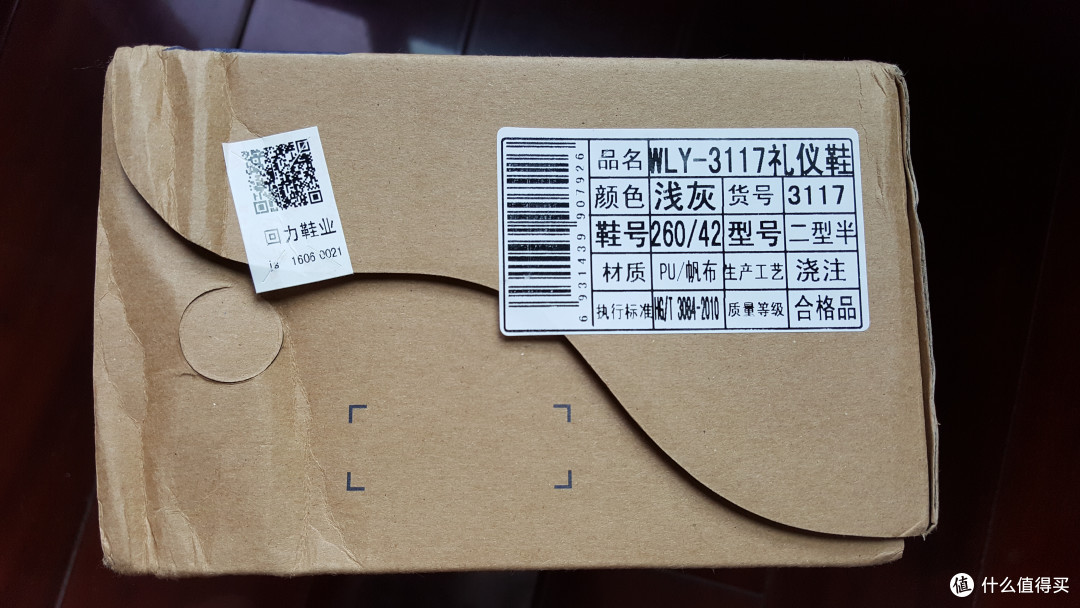 回力鞋业
1605 0021
品名 WLY-3117礼仪鞋
颜色 浅灰 货号 3117
鞋号 260/42 型号 二型半
材质 PU/帆布 生产工艺 浇注
执行标准 HG/T 3084-2010 质量等级 合格品
6931439907926
值 什么值得买